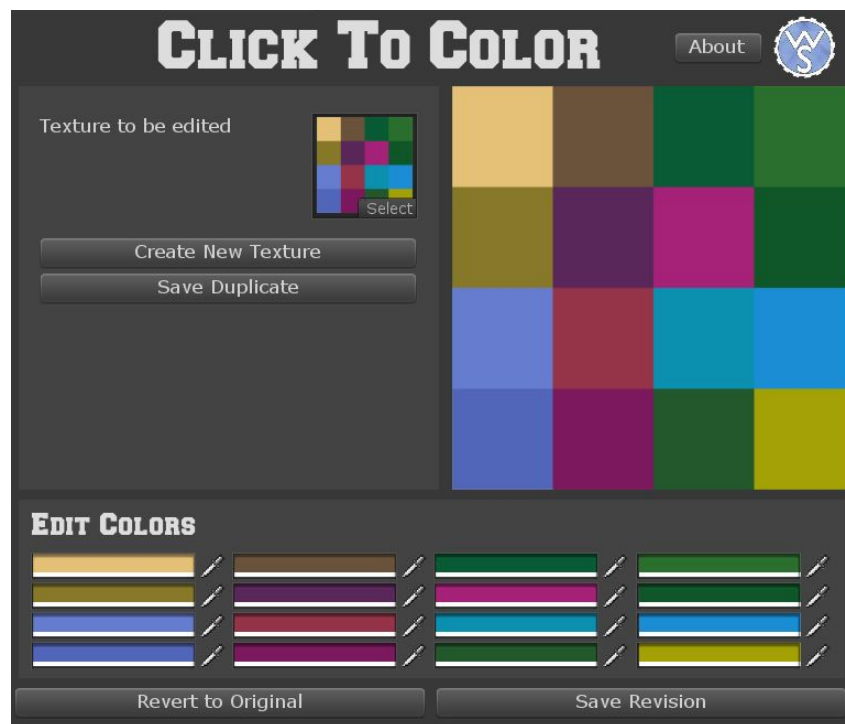 CLICK TO COLOR
About
WS
Texture to be edited
Select
Create New Texture
Save Duplicate
EDIT COLORS
Revert to Original
Save Revision